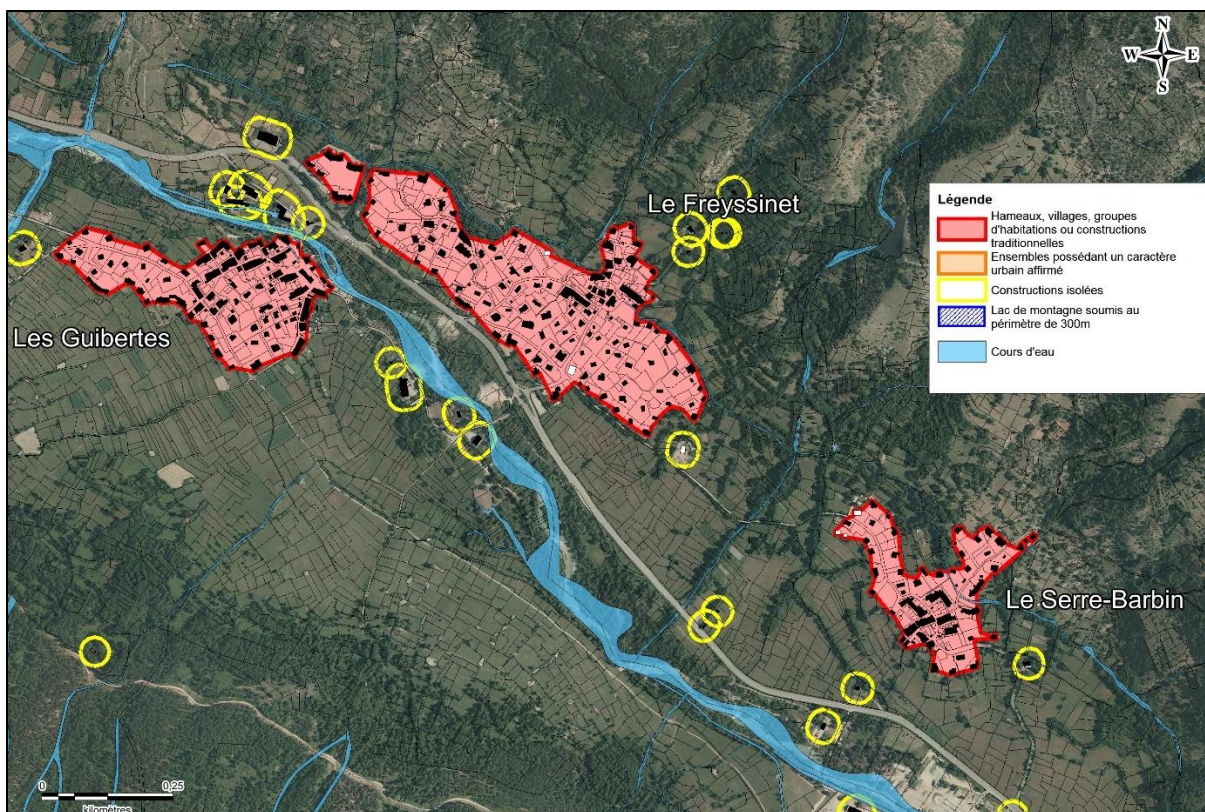 N
W E
S
Le Freyssinet
Légende
Hameaux, villages, groupes
d'habitations ou constructions
traditionnelles
Ensembles possédant un caractère
urbain affirmé
Constructions isolées
Lac de montagne soumis au
périmètre de 300m
Cours d'eau
Les Guibertes
Le Serre-Barbin
0 0,25
kilomètres